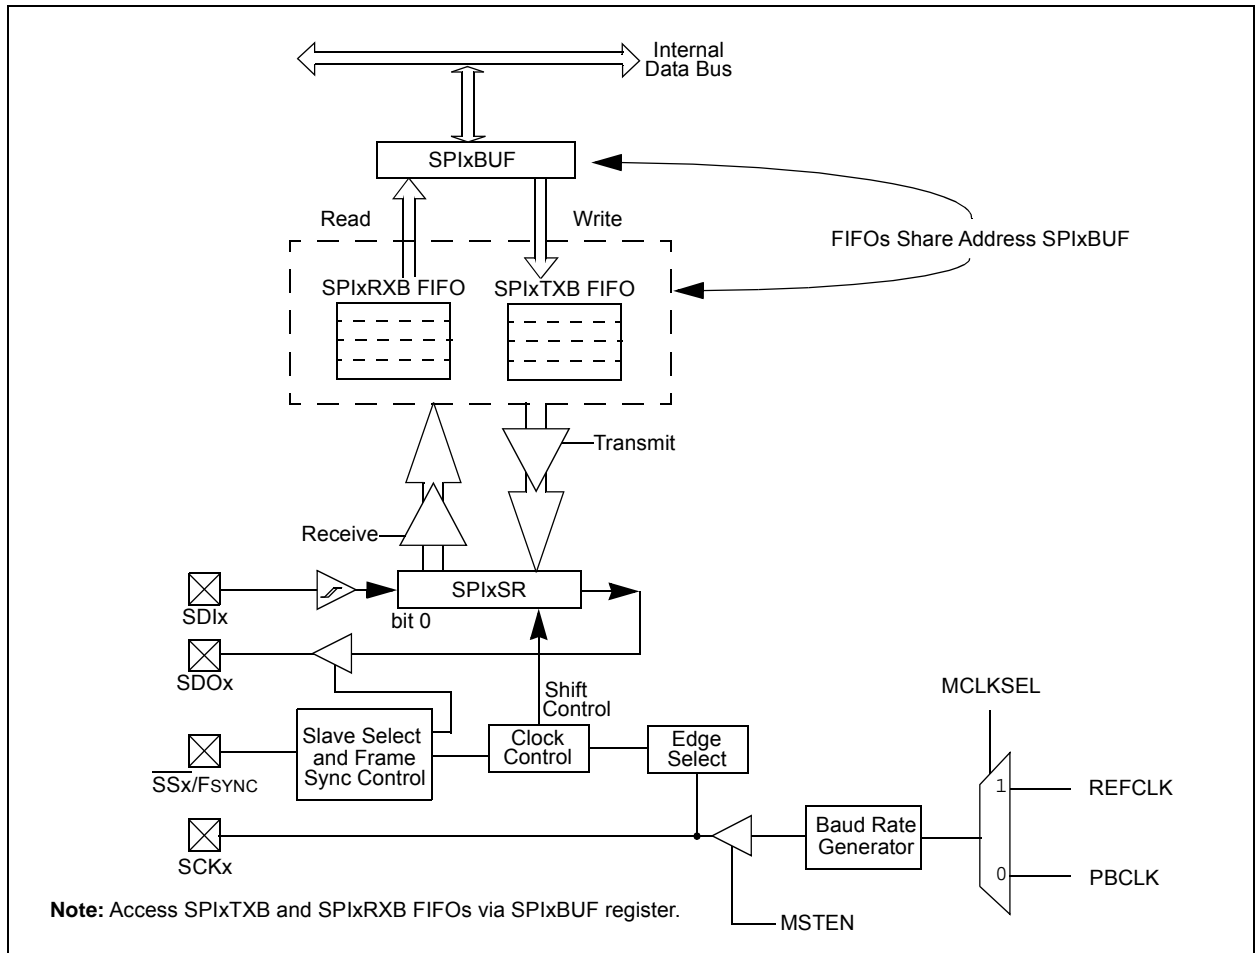 Internal
Data Bus
SPIxBUF
Read
Write
FIFOs Share Address SPIxBUF
SPIxRXB FIFO
SPIxTXB FIFO
Transmit
Receive
SPIxSR
SDIx
bit 0
SDOx
Shift
Control
MCLKSEL
Slave Select
and Frame
Sync Control
Clock
Control
Edge
Select
SSx/FSYNC
1
REFCLK
Baud Rate
Generator
SCKx
0
PBCLK
Note: Access SPIxTXB and SPIxRXB FIFOs via SPIxBUF register.
MSTEN